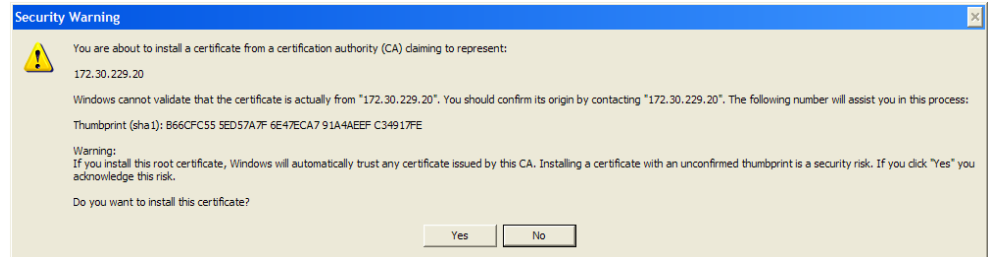 Security Warning
You are about to install a certificate from a certification authority (CA) claiming to represent:
172.30.229.20
Windows cannot validate that the certificate is actually from "172.30.229.20". You should confirm its origin by contacting "172.30.229.20". The following number will assist you in this process:
Thumbprint (sha1): B66CFC55 5ED57A7F 6E47ECA7 91A4AEEF C34917FE
Warning:
If you install this root certificate, Windows will automatically trust any certificate issued by this CA. Installing a certificate with an unconfirmed thumbprint is a security risk. If you click "Yes" you
acknowledge this risk.
Do you want to install this certificate?
Yes
No